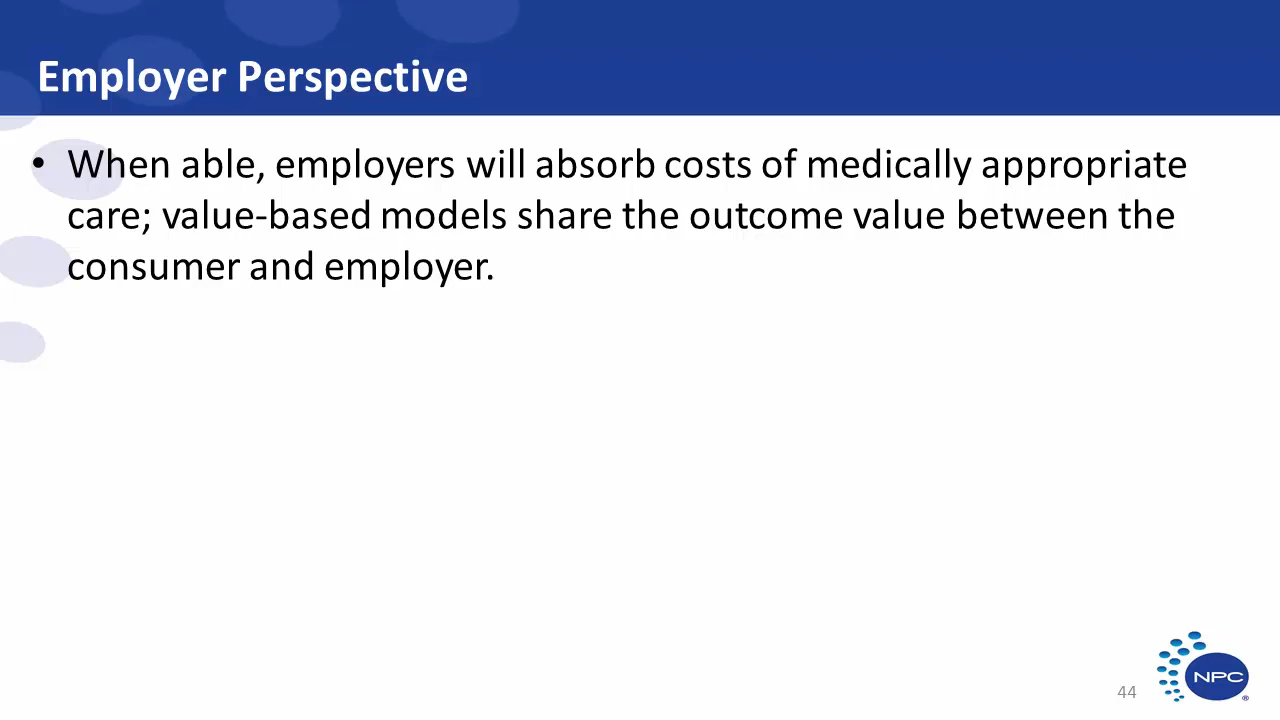 Employer Perspective
• When able, employers will absorb costs of medically appropriate
care; value-based models share the outcome value between the
consumer and employer.
44
NPC
®